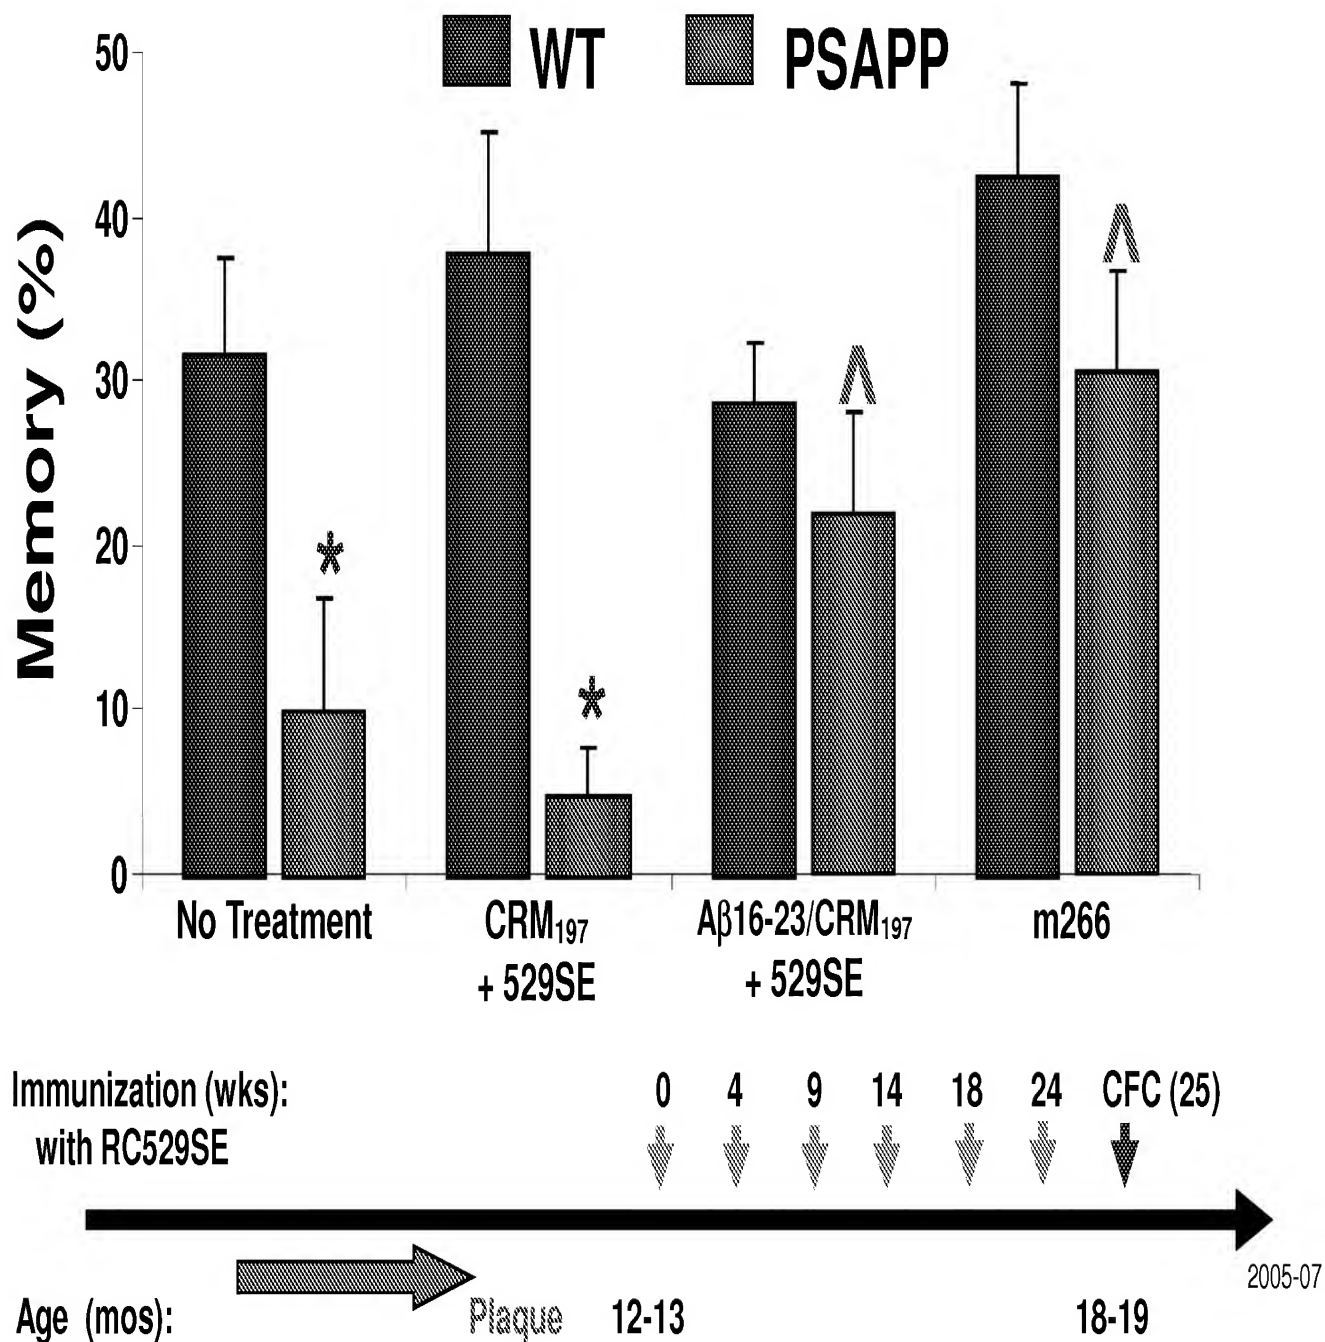 WT PSAPP
50
40
30
20
10
0
Memory (%)
* * ^ ^
No Treatment CRM197 Aβ16-23/CRM197 m266
+ 529SE + 529SE
Immunization (wks): 0 4 9 14 18 24 CFC (25)
with RC529SE
2005-07
Age (mos): Plaque 12-13 18-19